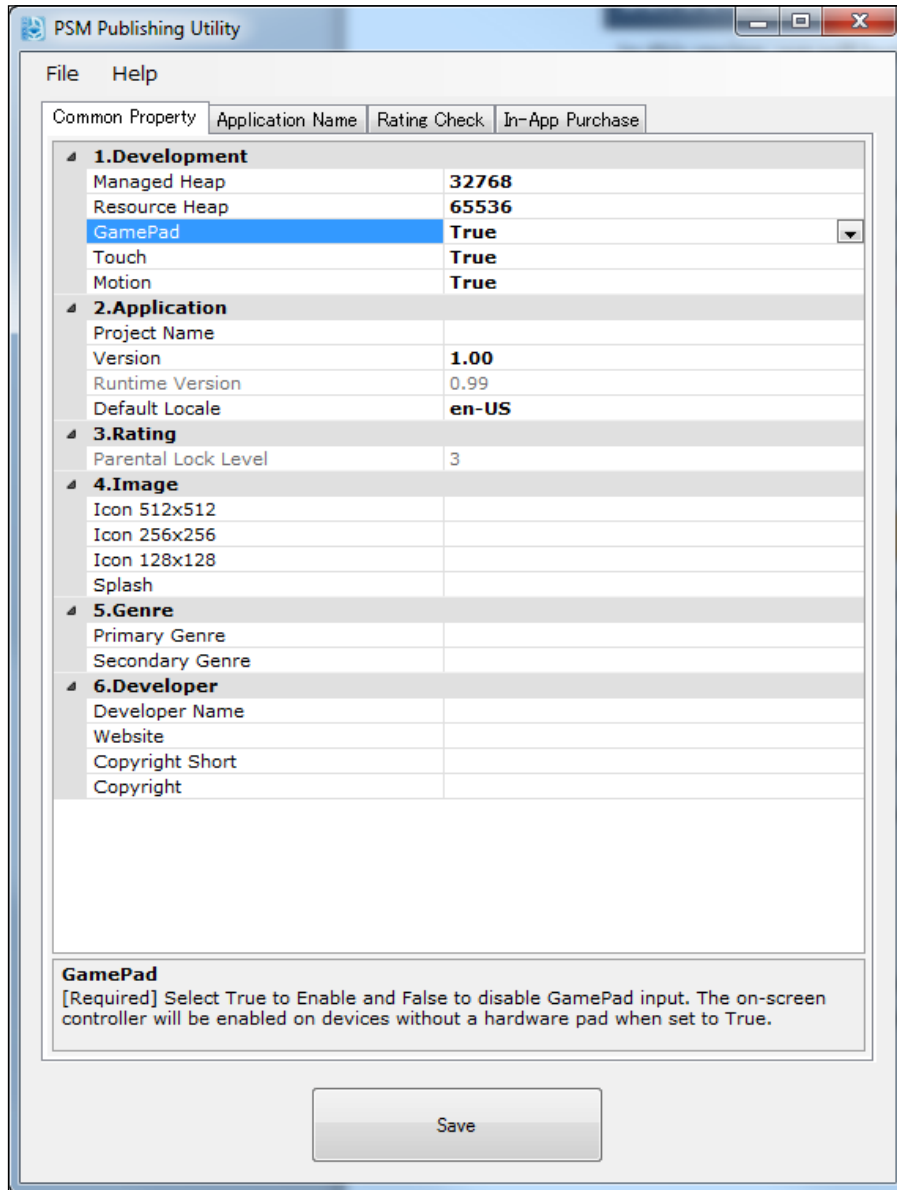 PSM Publishing Utility
File Help
Common Property Application Name Rating Check In-App Purchase
1.Development
Managed Heap 32768
Resource Heap 65536
GamePad True
Touch True
Motion True
2.Application
Project Name
Version 1.00
Runtime Version 0.99
Default Locale en-US
3.Rating
Parental Lock Level 3
4.Image
Icon 512x512
Icon 256x256
Icon 128x128
Splash
5.Genre
Primary Genre
Secondary Genre
6.Developer
Developer Name
Website
Copyright Short
Copyright
GamePad
[Required] Select True to Enable and False to disable GamePad input. The on-screen
controller will be enabled on devices without a hardware pad when set to True.
Save